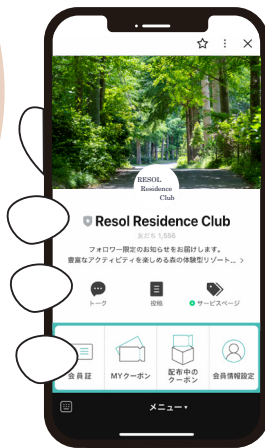 RESOL
Residence
Club
Resol Residence Club
友だち 1,555
フォロワー限定のお知らせをお届けします。
豊富なアクティビティを楽しめる森の体験型リゾート...
トーク
投稿
サービスページ
会員証
MYクーポン
配布中の
クーポン
会員情報設定
メニュー